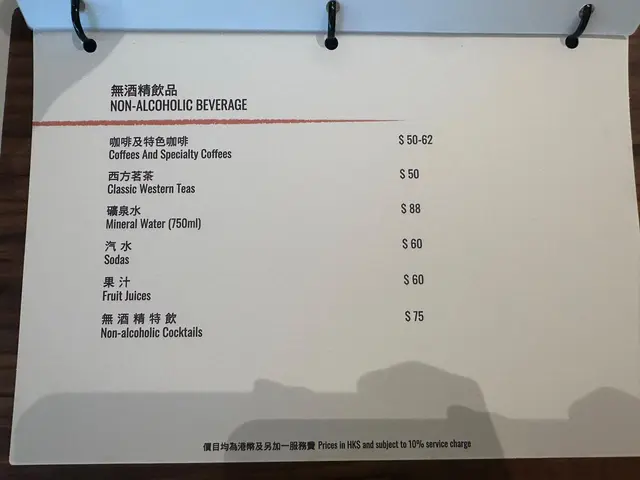 無酒精飲品
NON-ALCOHOLIC BEVERAGE
咖啡及特色咖啡 $ 50-62
Coffees And Specialty Coffees
西方茗茶 $ 50
Classic Western Teas
礦泉水 $ 88
Mineral Water (750ml)
汽水 $ 60
Sodas
果汁 $ 60
Fruit Juices
無酒精特飲 $ 75
Non-alcoholic Cocktails
價目均為港幣及另加一服務費 Prices in HK$ and subject to 10% service charge